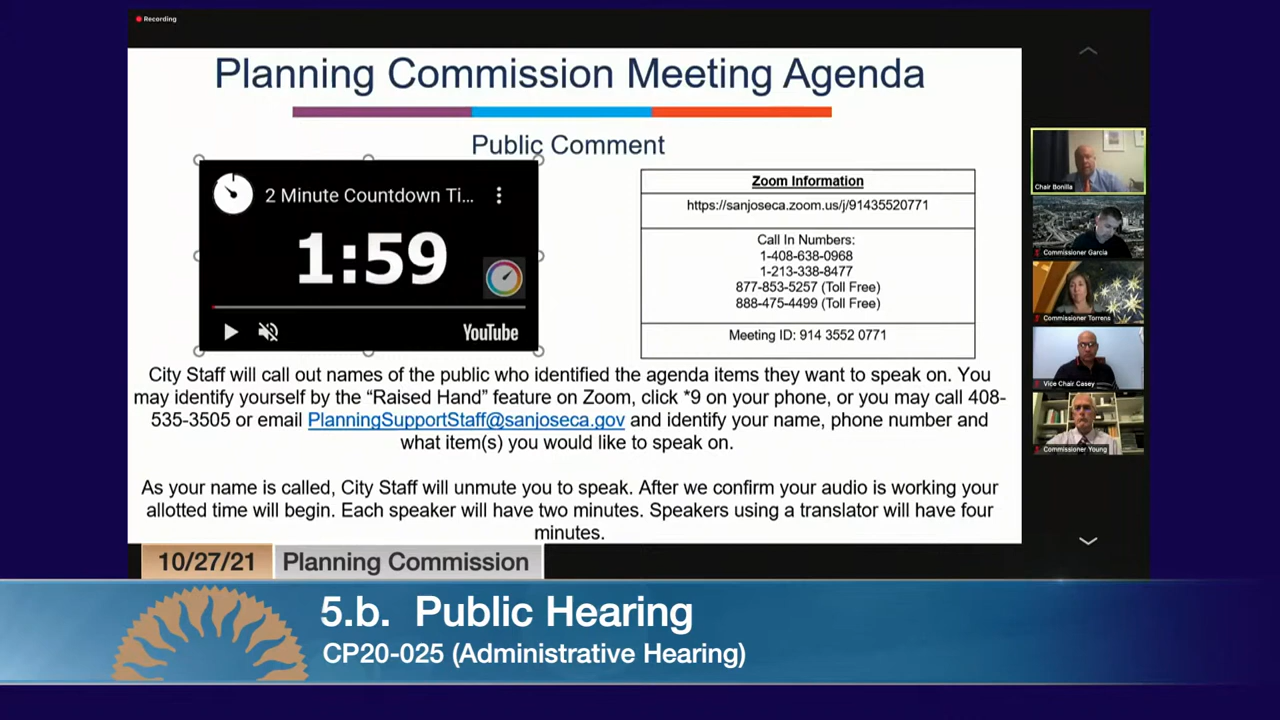 Recording
Planning Commission Meeting Agenda
Public Comment
2 Minute Countdown Ti...
1:59
YouTube
Zoom Information
https://sanjoseca.zoom.us/j/91435520771
Call In Numbers:
1-408-638-0968
1-213-338-8477
877-853-5257 (Toll Free)
888-475-4499 (Toll Free)
Meeting ID: 914 3552 0771
City Staff will call out names of the public who identified the agenda items they want to speak on. You
may identify yourself by the “Raised Hand” feature on Zoom, click *9 on your phone, or you may call 408-
535-3505 or email PlanningSupportStaff@sanjoseca.gov and identify your name, phone number and
what item(s) you would like to speak on.
As your name is called, City Staff will unmute you to speak. After we confirm your audio is working your
allotted time will begin. Each speaker will have two minutes. Speakers using a translator will have four
minutes.
Chair Bonilla
Commissioner Garcia
Commissioner Torrens
Vice Chair Casey
Commissioner Young
10/27/21
Planning Commission
5.b. Public Hearing
CP20-025 (Administrative Hearing)